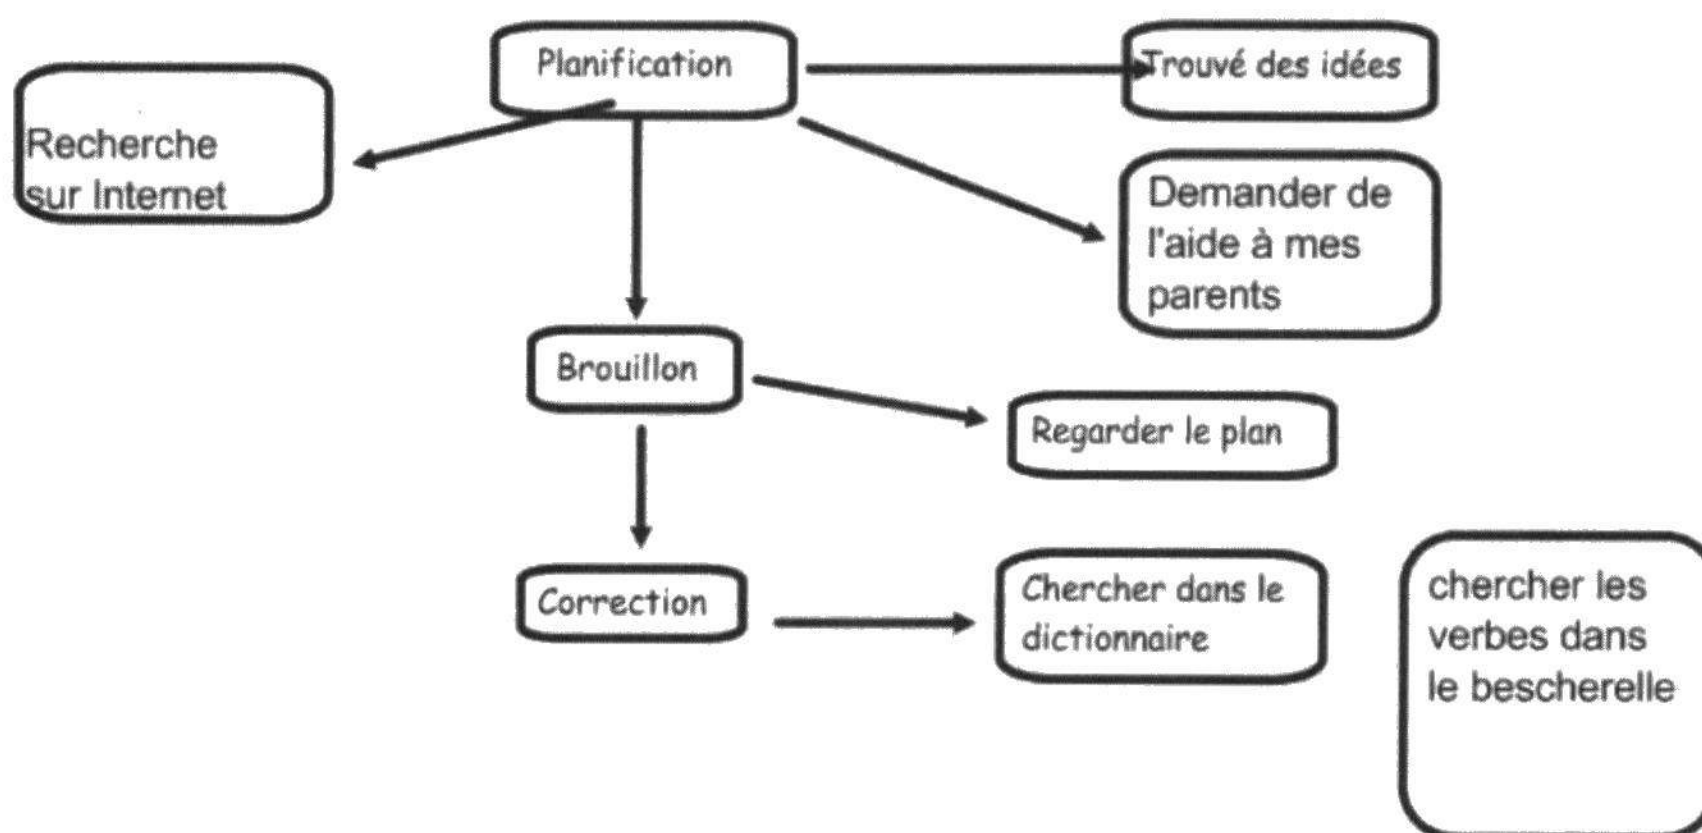 Planification
Trouvé des idées
Recherche
sur Internet
Demander de
l'aide à mes
parents
Brouillon
Regarder le plan
Correction
Chercher dans le
dictionnaire
chercher les
verbes dans
le bescherelle